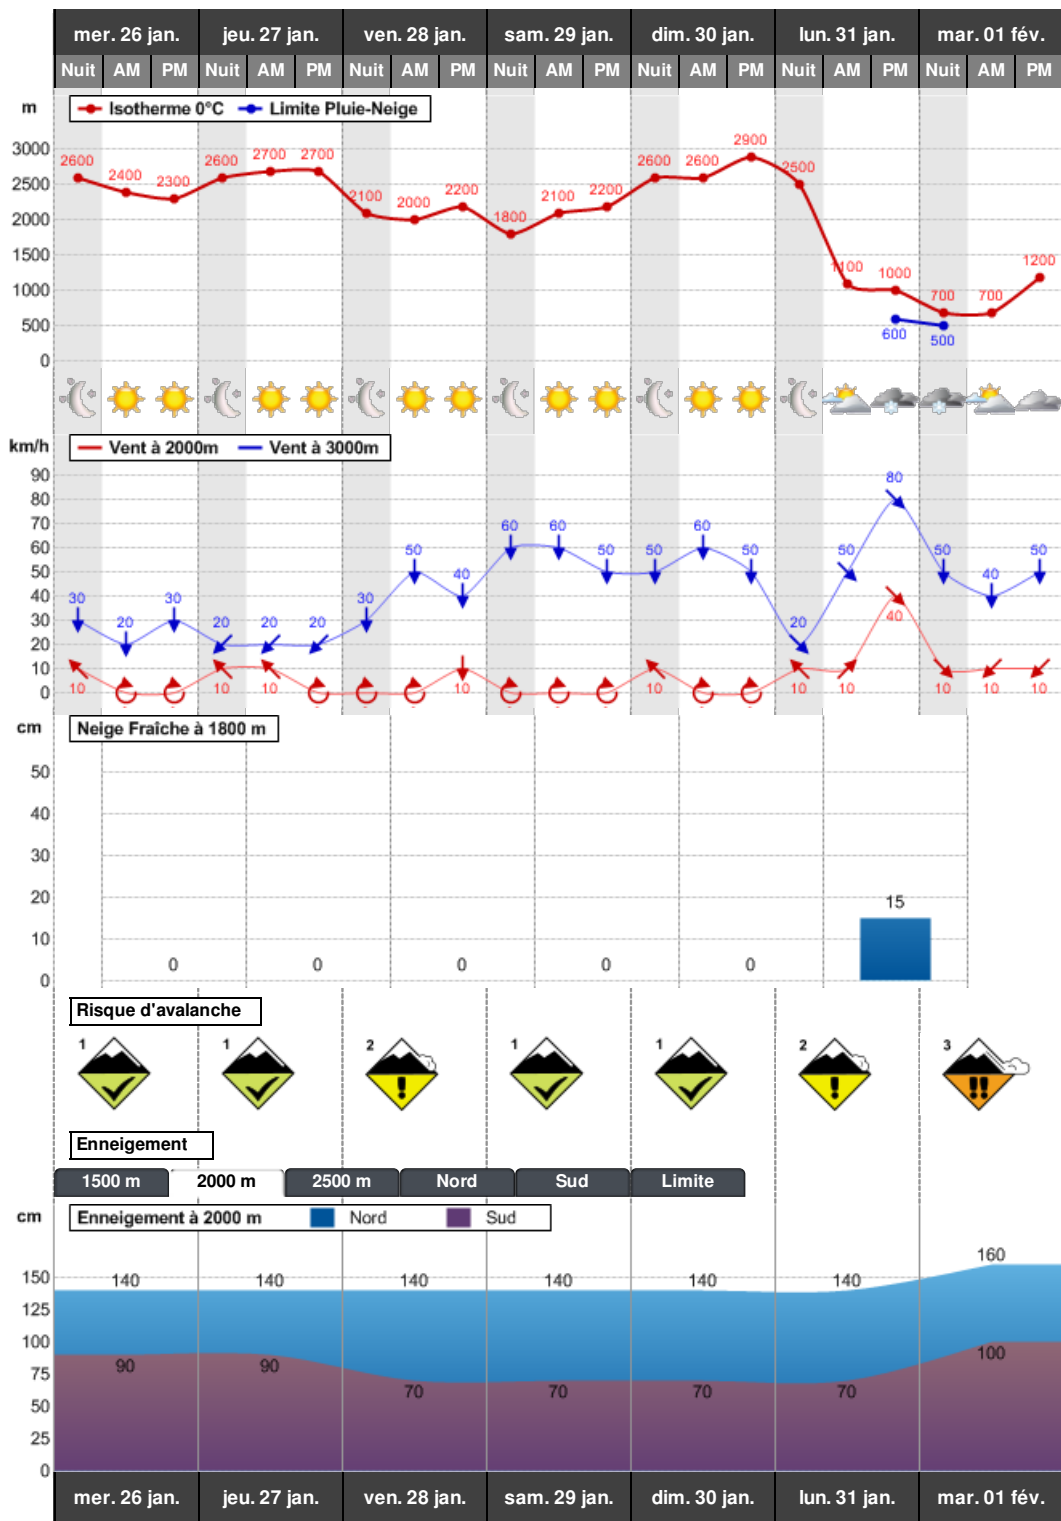 mer. 26 jan. jeu. 27 jan. ven. 28 jan. sam. 29 jan. dim. 30 jan. lun. 31 jan. mar. 01 fév.
Nuit AM PM Nuit AM PM Nuit AM PM Nuit AM PM Nuit AM PM Nuit AM PM Nuit AM PM
m Isotherme 0°C Limite Pluie-Neige
3000 2600 2400 2300 2600 2700 2700 2100 2000 2200 1800 2100 2200 2600 2600 2900 2500 1100 1000 700 700 1200
2500
2000
1500
1000
500 600 500
0
km/h Vent à 2000m Vent à 3000m
90
80
70
60
50
40
30
20
10
0
30 20 30 20 20 20 30 50 40 60 60 50 50 60 50 20 50 80 50 40 50
10 10 10 10 10 10 10 40 10 10 10
cm Neige Fraîche à 1800 m
50
40
30
20
10
0
0 0 0 0 0 15
Risque d'avalanche
1 1 2 1 1 2 3
Enneigement
1500 m 2000 m 2500 m Nord Sud Limite
cm Enneigement à 2000 m Nord Sud
150
125
100
75
50
25
0
140 140 140 140 140 140 160
90 90 70 70 70 70 100
mer. 26 jan. jeu. 27 jan. ven. 28 jan. sam. 29 jan. dim. 30 jan. lun. 31 jan. mar. 01 fév.